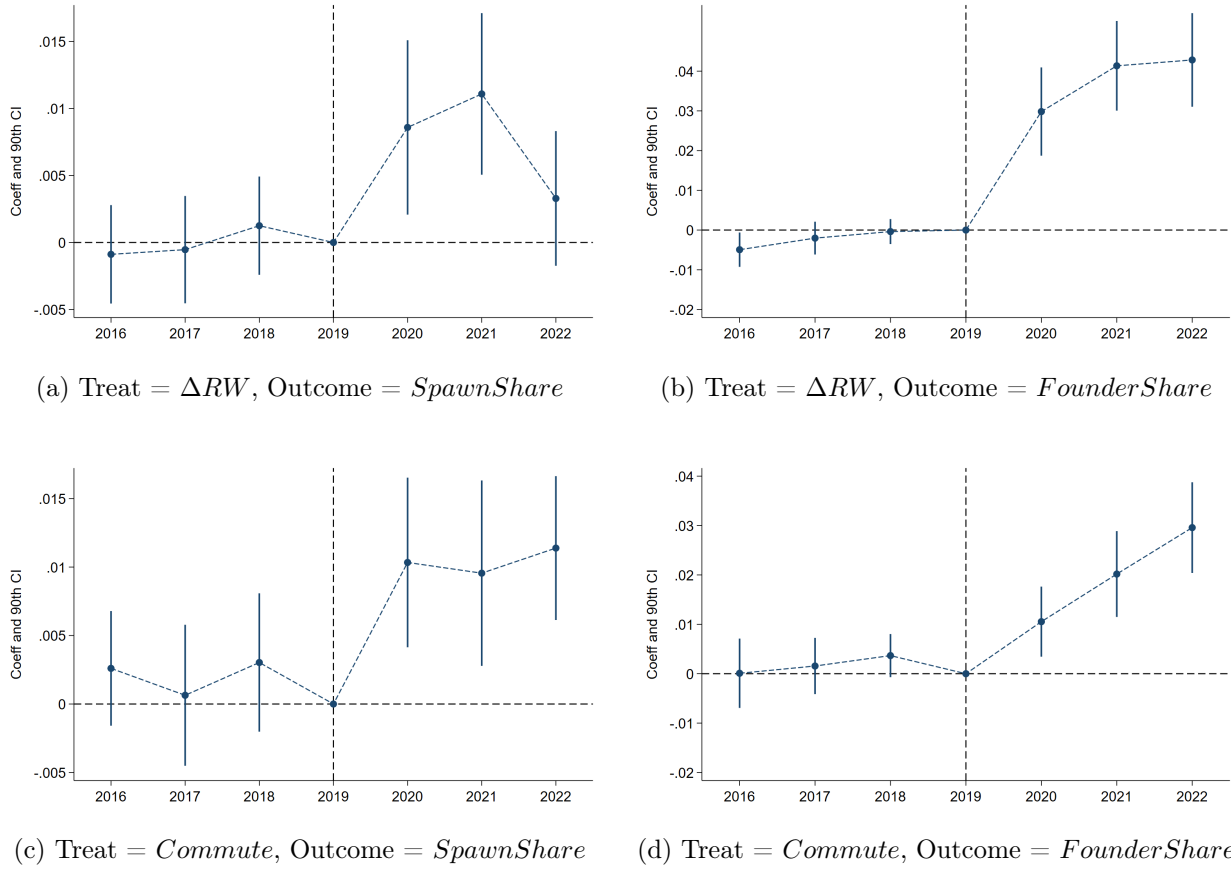 Coeff and 90th CI
.015
.01
.005
0
-.005
2016 2017 2018 2019 2020 2021 2022
(a) Treat = ΔRW, Outcome = SpawnShare
Coeff and 90th CI
.04
.03
.02
.01
0
-.01
-.02
2016 2017 2018 2019 2020 2021 2022
(b) Treat = ΔRW, Outcome = FounderShare
Coeff and 90th CI
.015
.01
.005
0
-.005
2016 2017 2018 2019 2020 2021 2022
(c) Treat = Commute, Outcome = SpawnShare
Coeff and 90th CI
.04
.03
.02
.01
0
-.01
-.02
2016 2017 2018 2019 2020 2021 2022
(d) Treat = Commute, Outcome = FounderShare